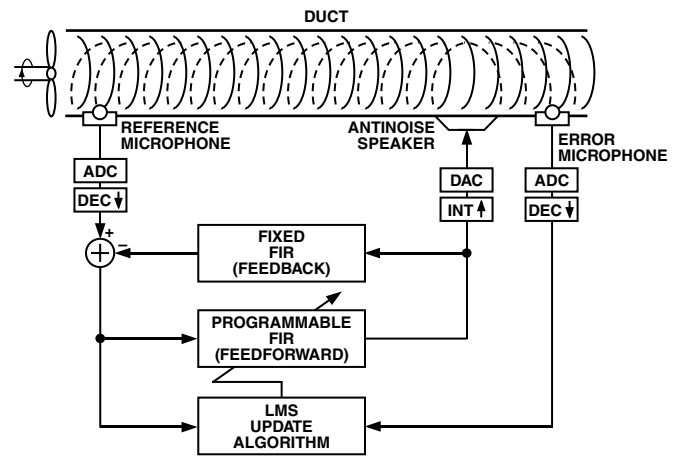 DUCT
REFERENCE
MICROPHONE
ANTINOISE
SPEAKER
ERROR
MICROPHONE
ADC
DEC
DAC
INT
ADC
DEC
+
–
+
FIXED
FIR
(FEEDBACK)
PROGRAMMABLE
FIR
(FEEDFORWARD)
LMS
UPDATE
ALGORITHM